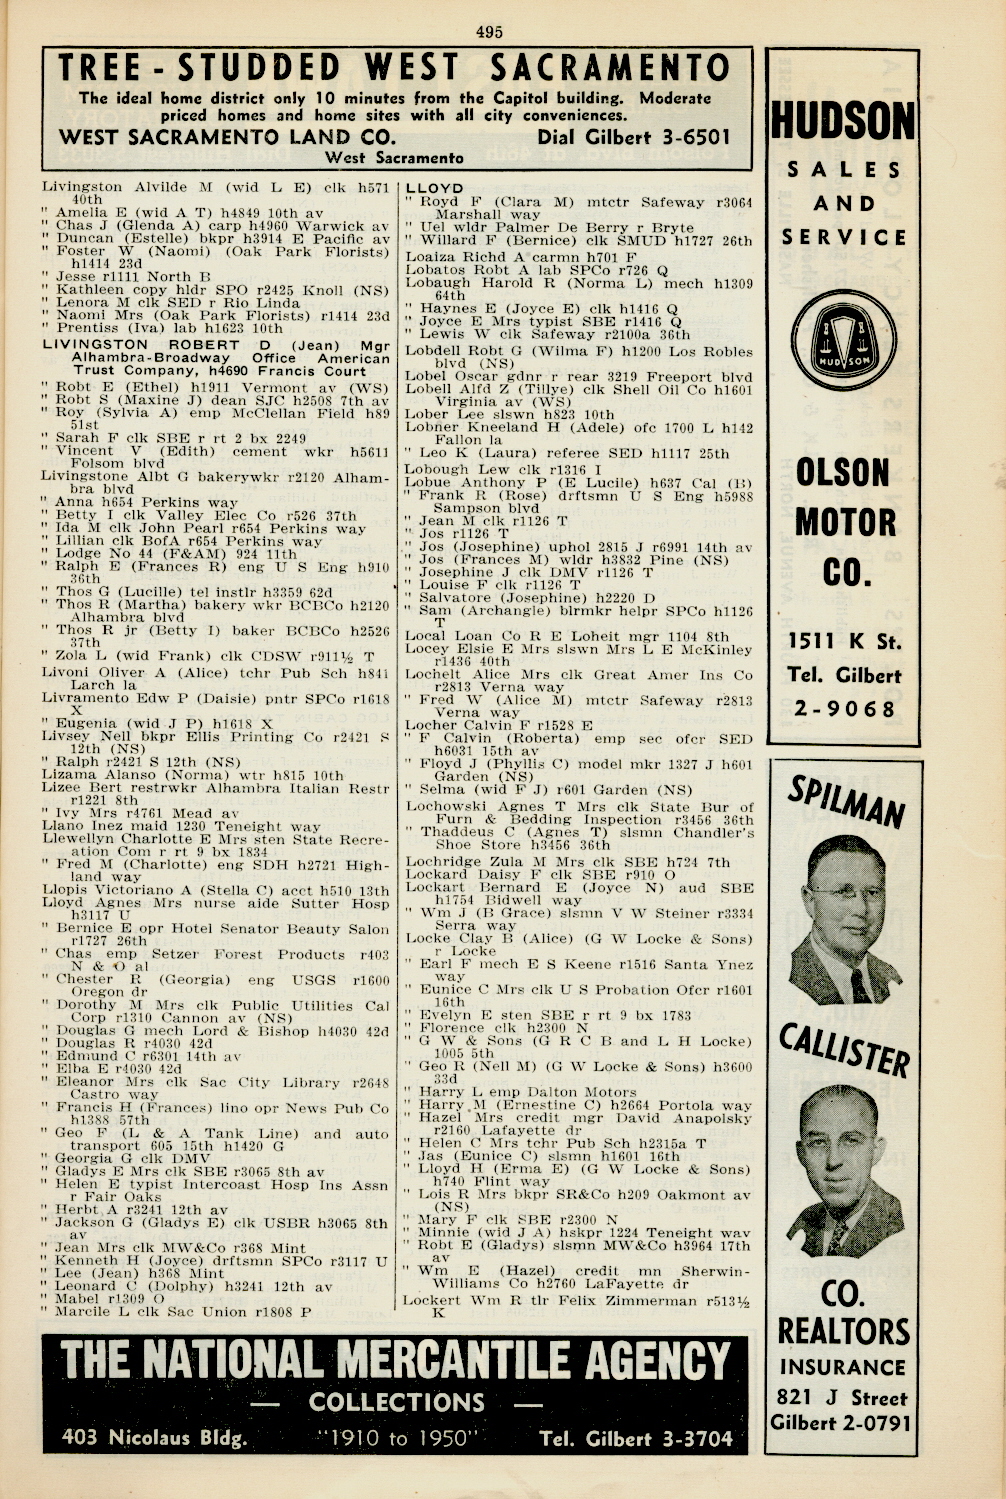 495
TREE - STUDDED WEST SACRAMENTO
The ideal home district only 10 minutes from the Capitol building. Moderate
priced homes and home sites with all city conveniences.
WEST SACRAMENTO LAND CO. Dial Gilbert 3-6501
West Sacramento
Livingston Alvilde M (wid L E) clk h571
40th
" Amelia E (wid A T) h4849 10th av
" Chas J (Glenda A) carp h4960 Warwick av
" Duncan (Estelle) bkpr h3914 E Pacific av
" Foster W (Naomi) (Oak Park Florists)
h1414 23d
" Jesse r1111 North B
" Kathleen copy hldr SPO r2425 Knoll (NS)
" Lenora M clk SED r Rio Linda
" Naomi Mrs (Oak Park Florists) r1414 23d
" Prentiss (Iva) lab h1623 10th
LIVINGSTON ROBERT D (Jean) Mgr
Alhambra-Broadway Office American
Trust Company, h4690 Francis Court
" Robt E (Ethel) h1911 Vermont av (WS)
" Robt S (Maxine J) dean SJC h2508 7th av
" Roy (Sylvia A) emp McClellan Field h89
51st
" Sarah F clk SBE r rt 2 bx 2249
" Vincent V (Edith) cement wkr h5611
Folsom blvd
Livingstone Albt G bakerywkr r2120 Alham-
bra blvd
" Anna h654 Perkins way
" Betty I clk Valley Elec Co r526 37th
" Ida M clk John Pearl r654 Perkins way
" Lillian clk BofA r654 Perkins way
" Lodge No 44 (F&AM) 924 11th
" Ralph E (Frances R) eng U S Eng h910
36th
" Thos G (Lucille) tel instlr h3359 62d
" Thos R (Martha) bakery wkr BCBCo h2120
Alhambra blvd
" Thos R jr (Betty I) baker BCBCo h2526
37th
" Zola L (wid Frank) clk CDSW r911½ T
Livoni Oliver A (Alice) tchr Pub Sch h841
Larch la
Livramento Edw P (Daisie) pntr SPCo r1618
X
" Eugenia (wid J P) h1618 X
Livsey Nell bkpr Ellis Printing Co r2421 S
12th (NS)
" Ralph r2421 S 12th (NS)
Lizama Alanso (Norma) wtr h815 10th
Lizee Bert restrwkr Alhambra Italian Restr
r1221 8th
" Ivy Mrs r4761 Mead av
Llano Inez maid 1230 Teneight way
Llewellyn Charlotte E Mrs sten State Recre-
ation Com r rt 9 bx 1834
" Fred M (Charlotte) eng SDH h2721 High-
land way
Llopis Victoriano A (Stella C) acct h510 13th
Lloyd Agnes Mrs nurse aide Sutter Hosp
h3117 U
" Bernice E opr Hotel Senator Beauty Salon
r1727 26th
" Chas emp Setzer Forest Products r403
N & O al
" Chester R (Georgia) eng USGS r1600
Oregon dr
" Dorothy M Mrs clk Public Utilities Cal
Corp r1310 Cannon av (NS)
" Douglas G mech Lord & Bishop h4030 42d
" Douglas R r4030 42d
" Edmund C r6301 14th av
" Elba E r4030 42d
" Eleanor Mrs clk Sac City Library r2648
Castro way
" Francis H (Frances) lino opr News Pub Co
h1388 57th
" Geo F (L & A Tank Line) and auto
transport 605 15th h1420 G
" Georgia G clk DMV
" Gladys E Mrs clk SBE r3065 8th av
" Helen E typist Intercoast Hosp Ins Assn
r Fair Oaks
" Herbt A r3241 12th av
" Jackson G (Gladys E) clk USBR h3065 8th
av
" Jean Mrs clk MW&Co r368 Mint
" Kenneth H (Joyce) drftsmn SPCo r3117 U
" Lee (Jean) h368 Mint
" Leonard C (Dolphy) h3241 12th av
" Mabel r1309 O
" Marcile L clk Sac Union r1808 P
LLOYD
" Royd F (Clara M) mtctr Safeway r3064
Marshall way
" Uel wldr Palmer De Berry r Bryte
" Willard F (Bernice) clk SMUD h1727 26th
Loaiza Richd A carmn h701 F
Lobatos Robt A lab SPCo r726 Q
Lobaugh Harold R (Norma L) mech h1309
64th
" Haynes E (Joyce E) clk h1416 Q
" Joyce E Mrs typist SBE r1416 Q
" Lewis W clk Safeway r2100a 36th
Lobdell Robt G (Wilma F) h1200 Los Robles
blvd (NS)
Lobel Oscar gdnr r rear 3219 Freeport blvd
Lobell Alfd Z (Tillye) clk Shell Oil Co h1601
Virginia av (WS)
Lober Lee slswn h823 10th
Lobner Kneeland H (Adele) ofc 1700 L h142
Fallon la
" Leo K (Laura) referee SED h1117 25th
Lobough Lew clk r1316 I
Lobue Anthony P (E Lucile) h637 Cal (B)
" Frank R (Rose) drftsmn U S Eng h5988
Sampson blvd
" Jean M clk r1126 T
" Jos r1126 T
" Jos (Josephine) uphol 2815 J r6991 14th av
" Jos (Frances M) wldr h3832 Pine (NS)
" Josephine J clk DMV r1126 T
" Louise F clk r1126 T
" Salvatore (Josephine) h2220 D
" Sam (Archangle) blrmkr helpr SPCo h1126
T
Local Loan Co R E Loheit mgr 1104 8th
Locey Elsie E Mrs slswn Mrs L E McKinley
r1436 40th
Lochelt Alice Mrs clk Great Amer Ins Co
r2813 Verna way
" Fred W (Alice M) mtctr Safeway r2813
Verna way
Locher Calvin F r1528 E
" F Calvin (Roberta) emp sec ofcr SED
h6031 15th av
" Floyd J (Phyllis C) model mkr 1327 J h601
Garden (NS)
" Selma (wid F J) r601 Garden (NS)
Lochowski Agnes T Mrs clk State Bur of
Furn & Bedding Inspection r3456 36th
" Thaddeus C (Agnes T) slsmn Chandler's
Shoe Store h3456 36th
Lochridge Zula M Mrs clk SBE h724 7th
Lockard Daisy F clk SBE r910 O
Lockart Bernard E (Joyce N) aud SBE
h1754 Bidwell way
" Wm J (B Grace) slsmn V W Steiner r3334
Serra way
Locke Clay B (Alice) (G W Locke & Sons)
r Locke
" Earl F mech E S Keene r1516 Santa Ynez
way
" Eunice C Mrs clk U S Probation Ofcr r1601
16th
" Evelyn E sten SBE r rt 9 bx 1783
" Florence clk h2300 N
" G W & Sons (G R C B and L H Locke)
1005 5th
" Geo R (Nell M) (G W Locke & Sons) h3600
33d
" Harry L emp Dalton Motors
" Harry M (Ernestine C) h2664 Portola way
" Hazel Mrs credit mgr David Anapolsky
r2160 Lafayette dr
" Helen C Mrs tchr Pub Sch h2315a T
" Jas (Eunice C) slsmn h1601 16th
" Lloyd H (Erma E) (G W Locke & Sons)
h740 Flint way
" Lois R Mrs bkpr SR&Co h209 Oakmont av
(NS)
" Mary F clk SBE r2300 N
" Minnie (wid J A) hskpr 1224 Teneight wav
" Robt E (Gladys) slsmn MW&Co h3964 17th
av
" Wm E (Hazel) credit mn Sherwin-
Williams Co h2760 LaFayette dr
Lockert Wm R tlr Felix Zimmerman r513½
K
HUDSON
SALES
AND
SERVICE
HUDSON
OLSON
MOTOR
CO.
1511 K St.
Tel. Gilbert
2-9068
SPILMAN
CALLISTER
CO.
REALTORS
INSURANCE
821 J Street
Gilbert 2-0791
THE NATIONAL MERCANTILE AGENCY
— COLLECTIONS —
403 Nicolaus Bldg. "1910 to 1950" Tel. Gilbert 3-3704